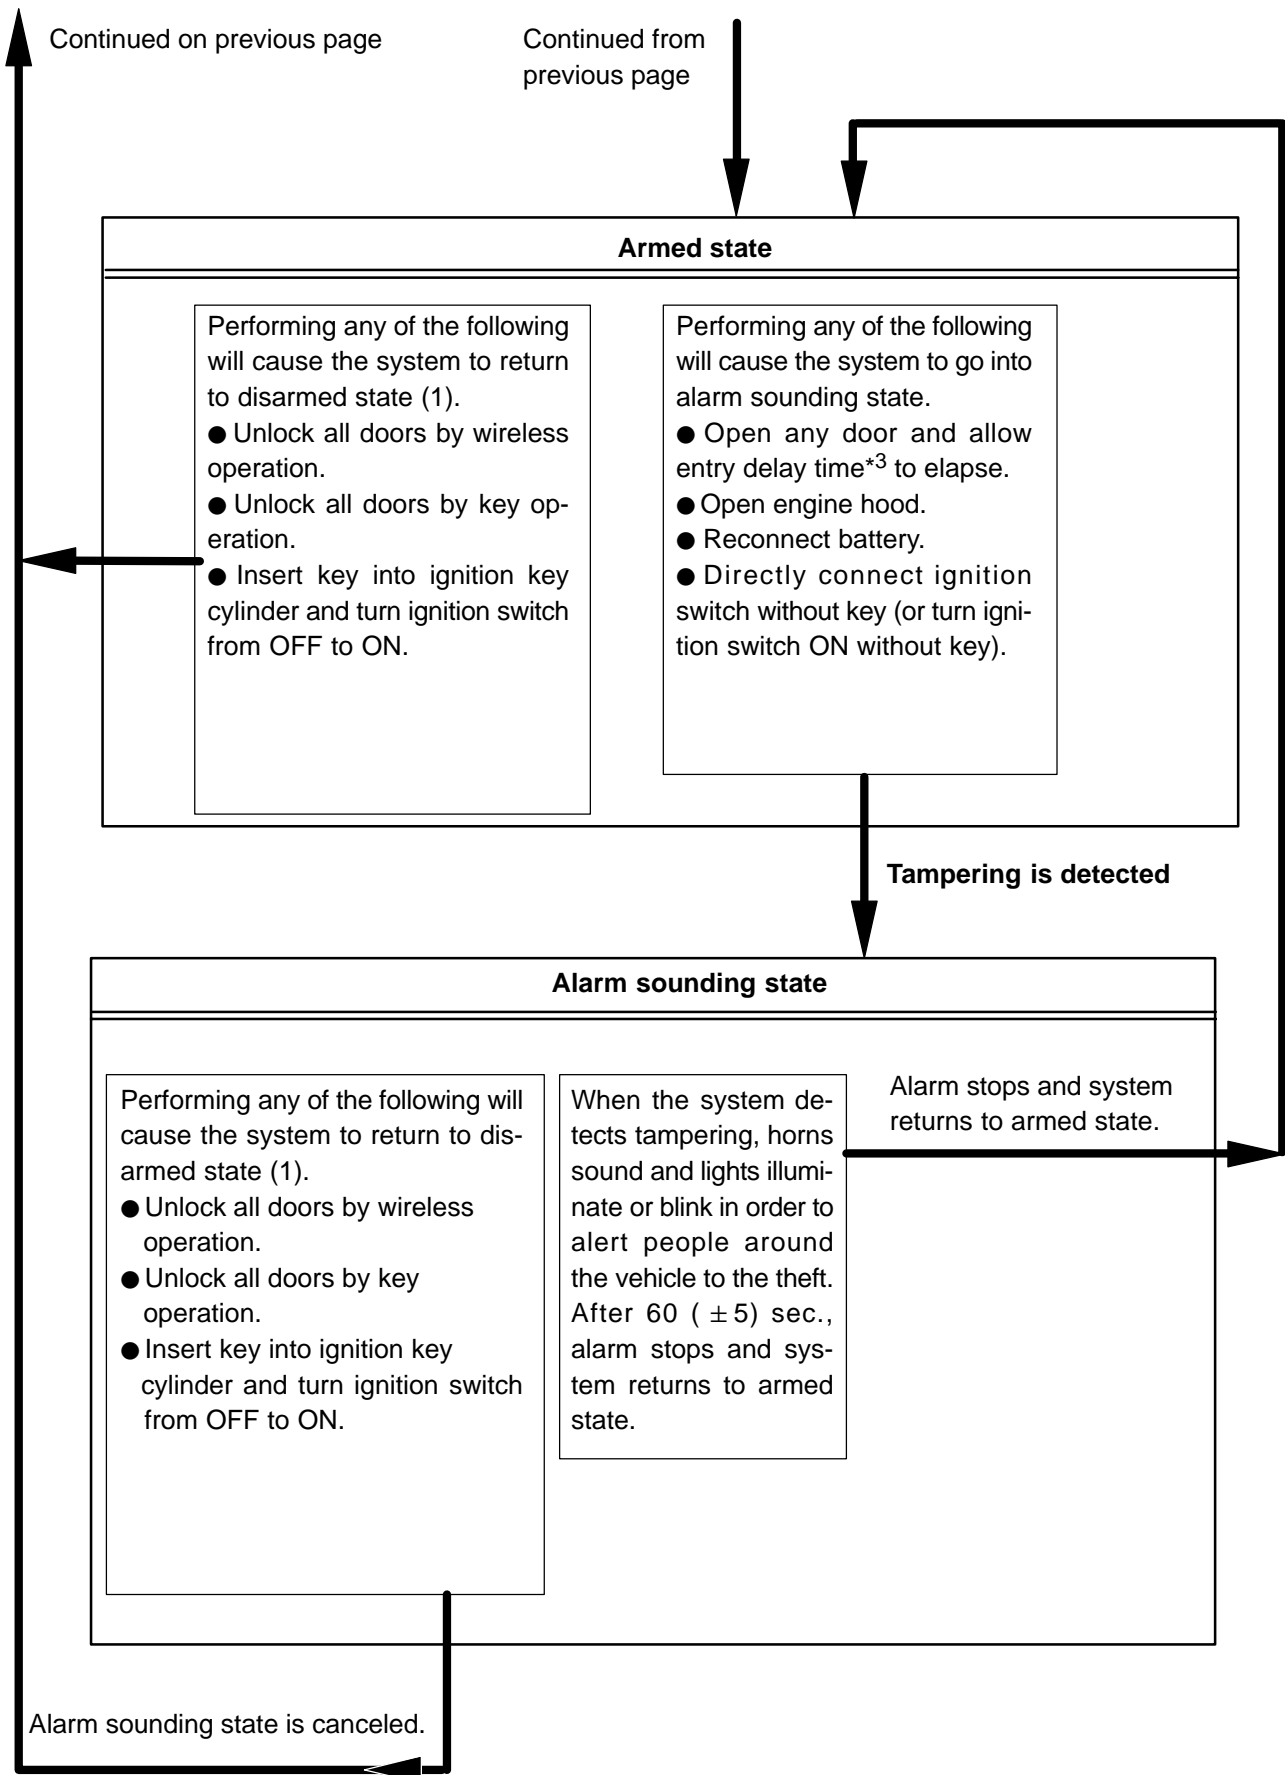 Continued on previous page
Continued from
previous page
Armed state
Performing any of the following
will cause the system to return
to disarmed state (1).
● Unlock all doors by wireless
operation.
● Unlock all doors by key op-
eration.
● Insert key into ignition key
cylinder and turn ignition switch
from OFF to ON.
Performing any of the following
will cause the system to go into
alarm sounding state.
● Open any door and allow
entry delay time*3 to elapse.
● Open engine hood.
● Reconnect battery.
● Directly connect ignition
switch without key (or turn igni-
tion switch ON without key).
Tampering is detected
Alarm sounding state
Performing any of the following will
cause the system to return to dis-
armed state (1).
● Unlock all doors by wireless
operation.
● Unlock all doors by key
operation.
● Insert key into ignition key
cylinder and turn ignition switch
from OFF to ON.
When the system de-
tects tampering, horns
sound and lights illumi-
nate or blink in order to
alert people around
the vehicle to the theft.
After 60 ( ± 5) sec.,
alarm stops and sys-
tem returns to armed
state.
Alarm stops and system
returns to armed state.
Alarm sounding state is canceled.